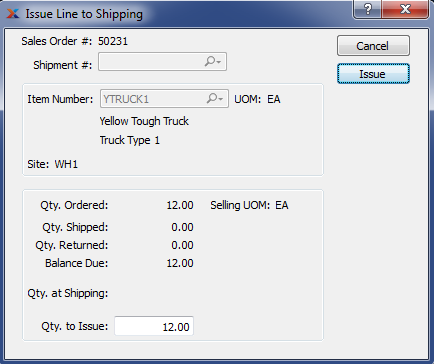 Issue Line to Shipping
Sales Order #: 50231
Cancel
Shipment #:
Issue
Item Number: YTRUCK1 UOM: EA
Yellow Tough Truck
Truck Type 1
Site: WH1
Qty. Ordered: 12.00 Selling UOM: EA
Qty. Shipped: 0.00
Qty. Returned: 0.00
Balance Due: 12.00
Qty. at Shipping:
Qty. to Issue: 12.00